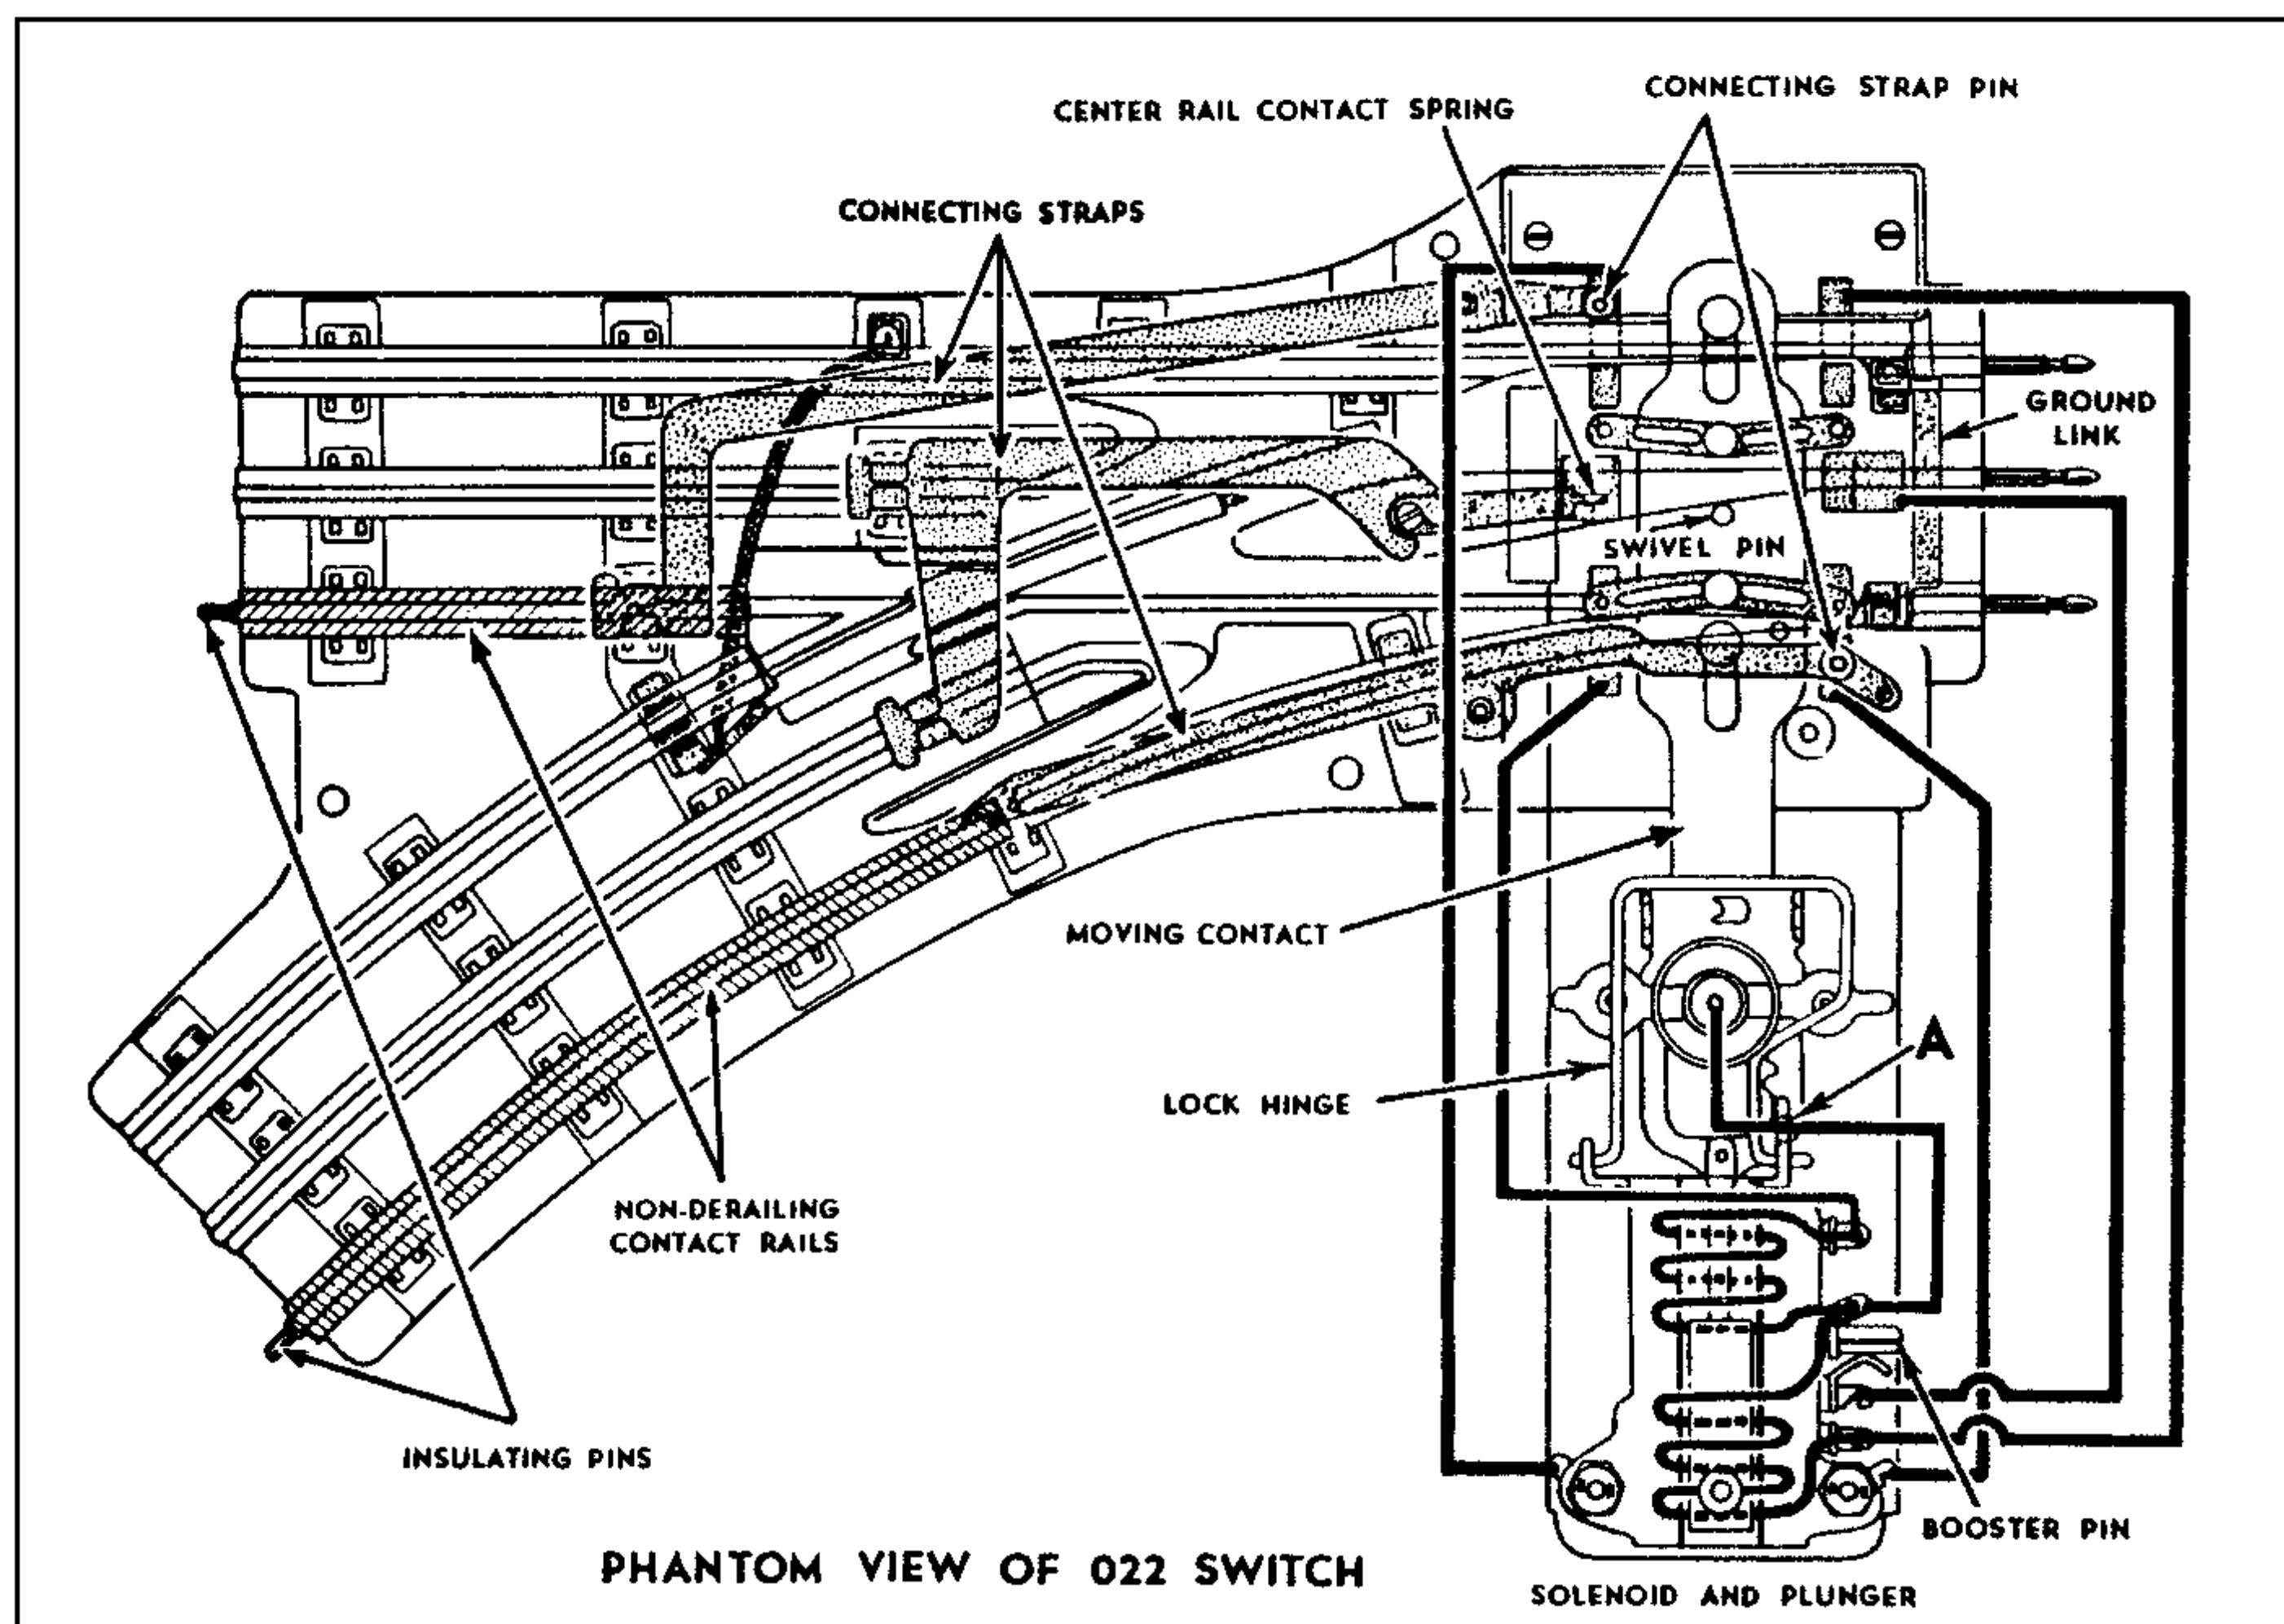 CONNECTING STRAP PIN
CENTER RAIL CONTACT SPRING
CONNECTING STRAPS
GROUND
LINK
SWIVEL PIN
MOVING CONTACT
A
LOCK HINGE
NON-DERAILING
CONTACT RAILS
INSULATING PINS
BOOSTER PIN
PHANTOM VIEW OF 022 SWITCH
SOLENOID AND PLUNGER